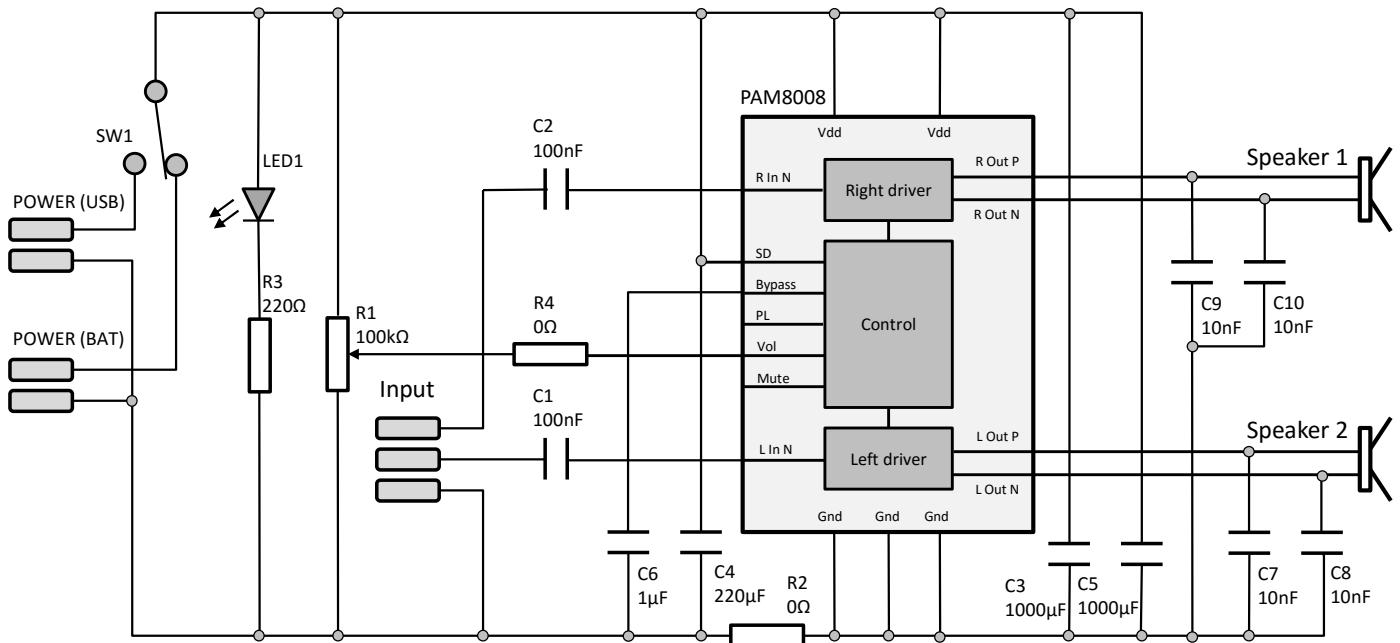 PAM8008
Vdd
Vdd
SW1
LED1
C2
100nF
R In N
Right driver
R Out P
R Out N
Speaker 1
POWER (USB)
R3
220Ω
R1
100kΩ
R4
0Ω
SD
Bypass
PL
Vol
Mute
Control
C9
10nF
C10
10nF
POWER (BAT)
Input
C1
100nF
L In N
Left driver
L Out P
L Out N
Speaker 2
Gnd
Gnd
Gnd
C6
1µF
C4
220µF
R2
0Ω
C3
1000µF
C5
1000µF
C7
10nF
C8
10nF